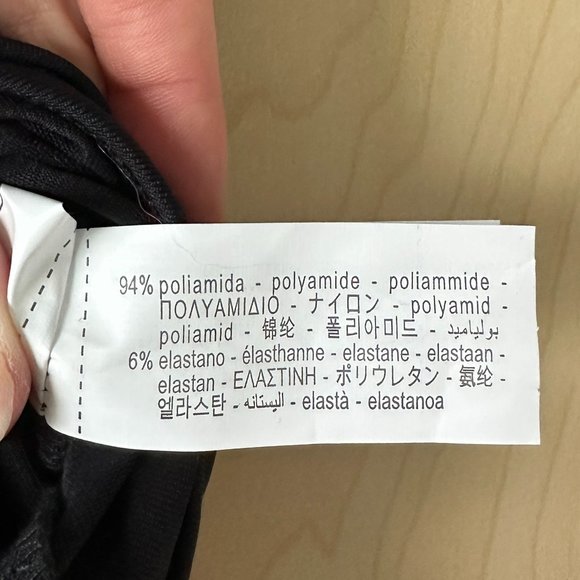 94% poliamida - polyamide - poliammide -
ΠΟΛΥΑΜΙΔΙΟ - ナイロン - polyamid -
poliamid - 锦纶 - 폴리아미드 - بولياميد
6% elastano - élasthanne - elastane - elastaan -
elastan - ΕΛΑΣΤΙΝΗ - ポリウレタン - 氨纶 -
엘라스탄 - اليستانه - elastà - elastanoa